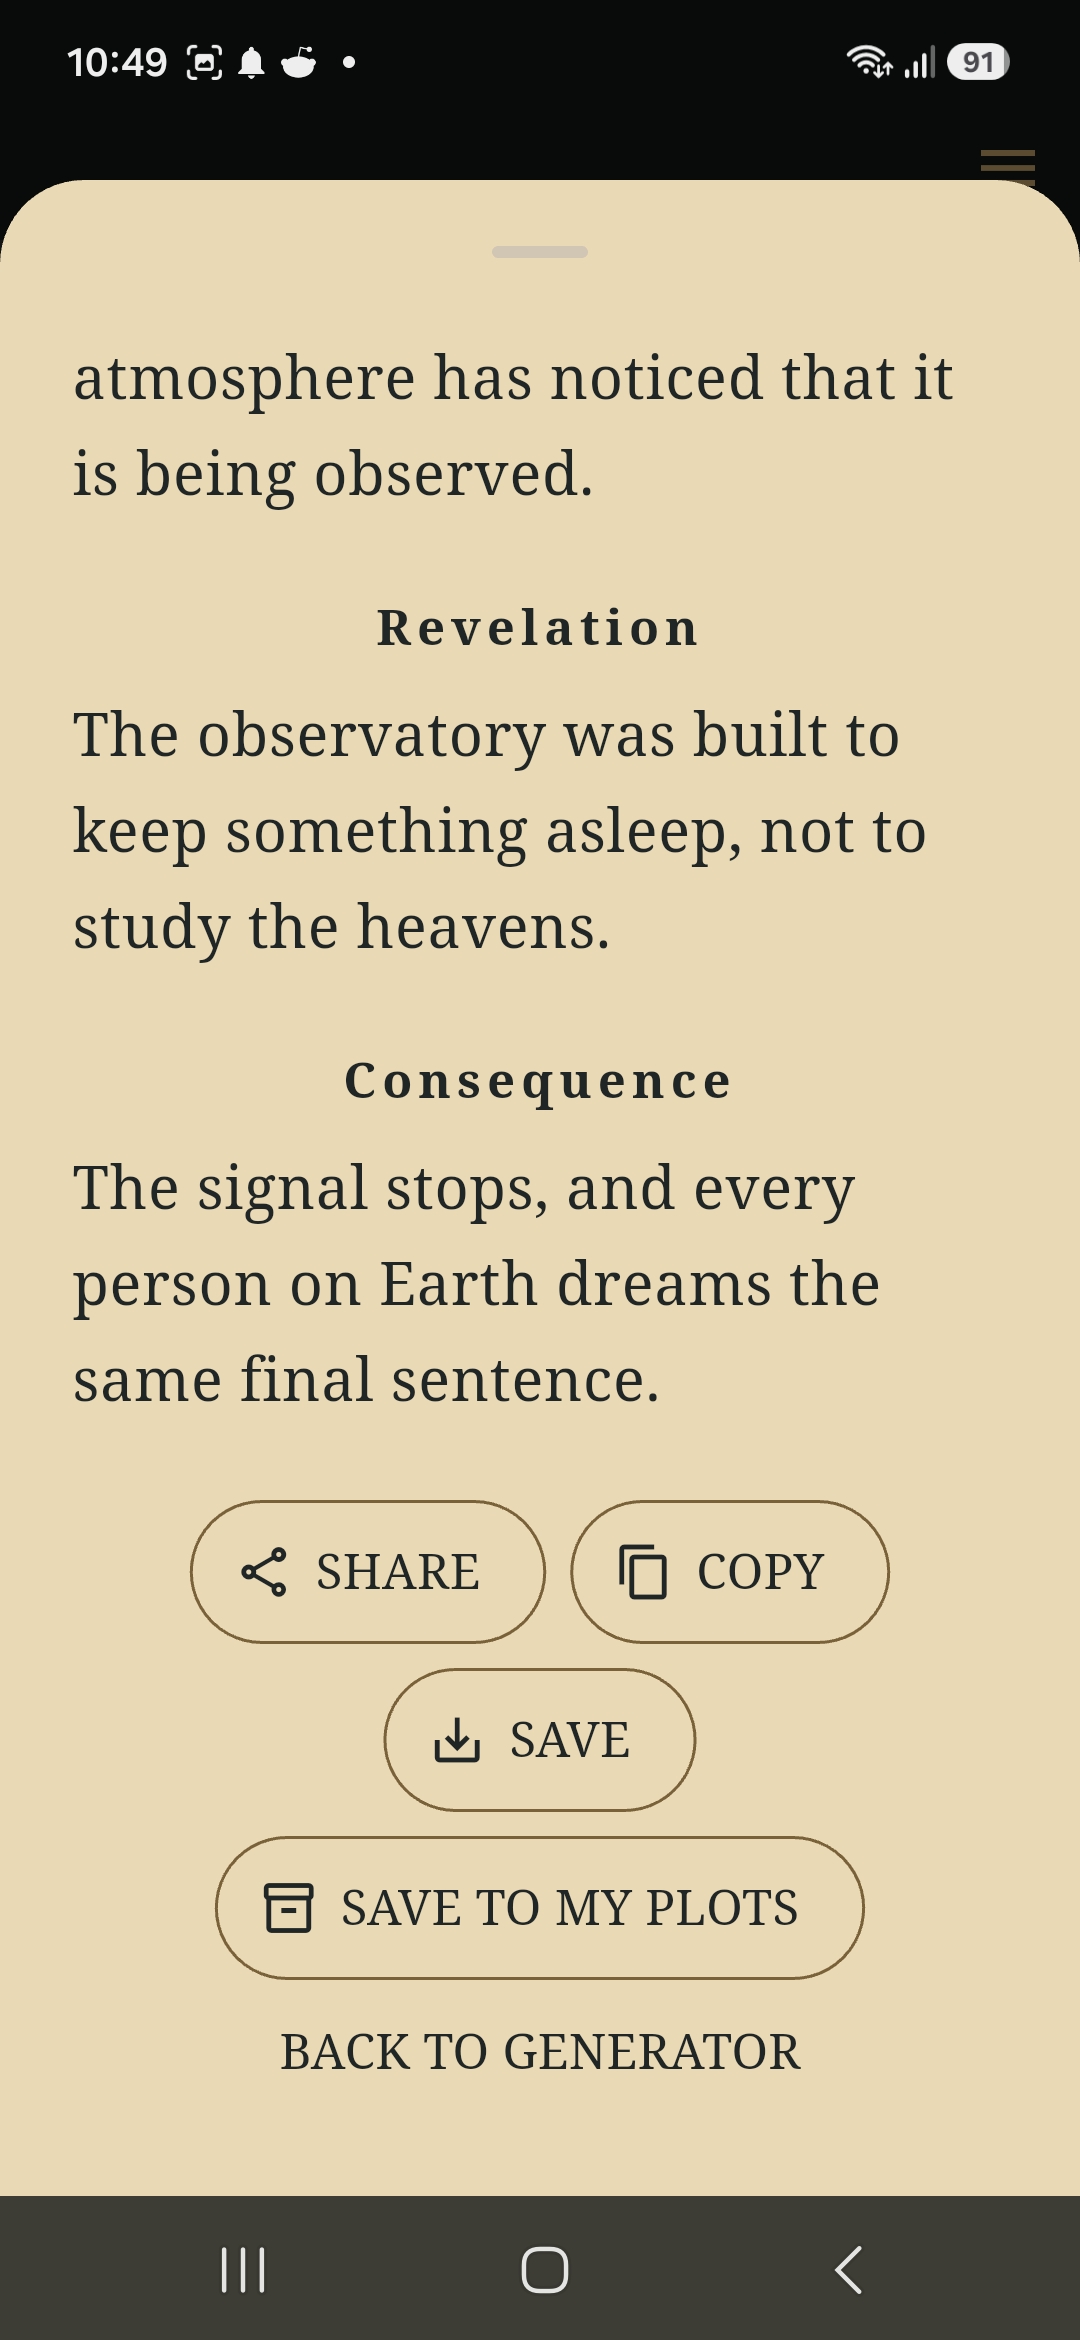 10:49
91
atmosphere has noticed that it
is being observed.
Revelation
The observatory was built to
keep something asleep, not to
study the heavens.
Consequence
The signal stops, and every
person on Earth dreams the
same final sentence.
SHARE
COPY
SAVE
SAVE TO MY PLOTS
BACK TO GENERATOR